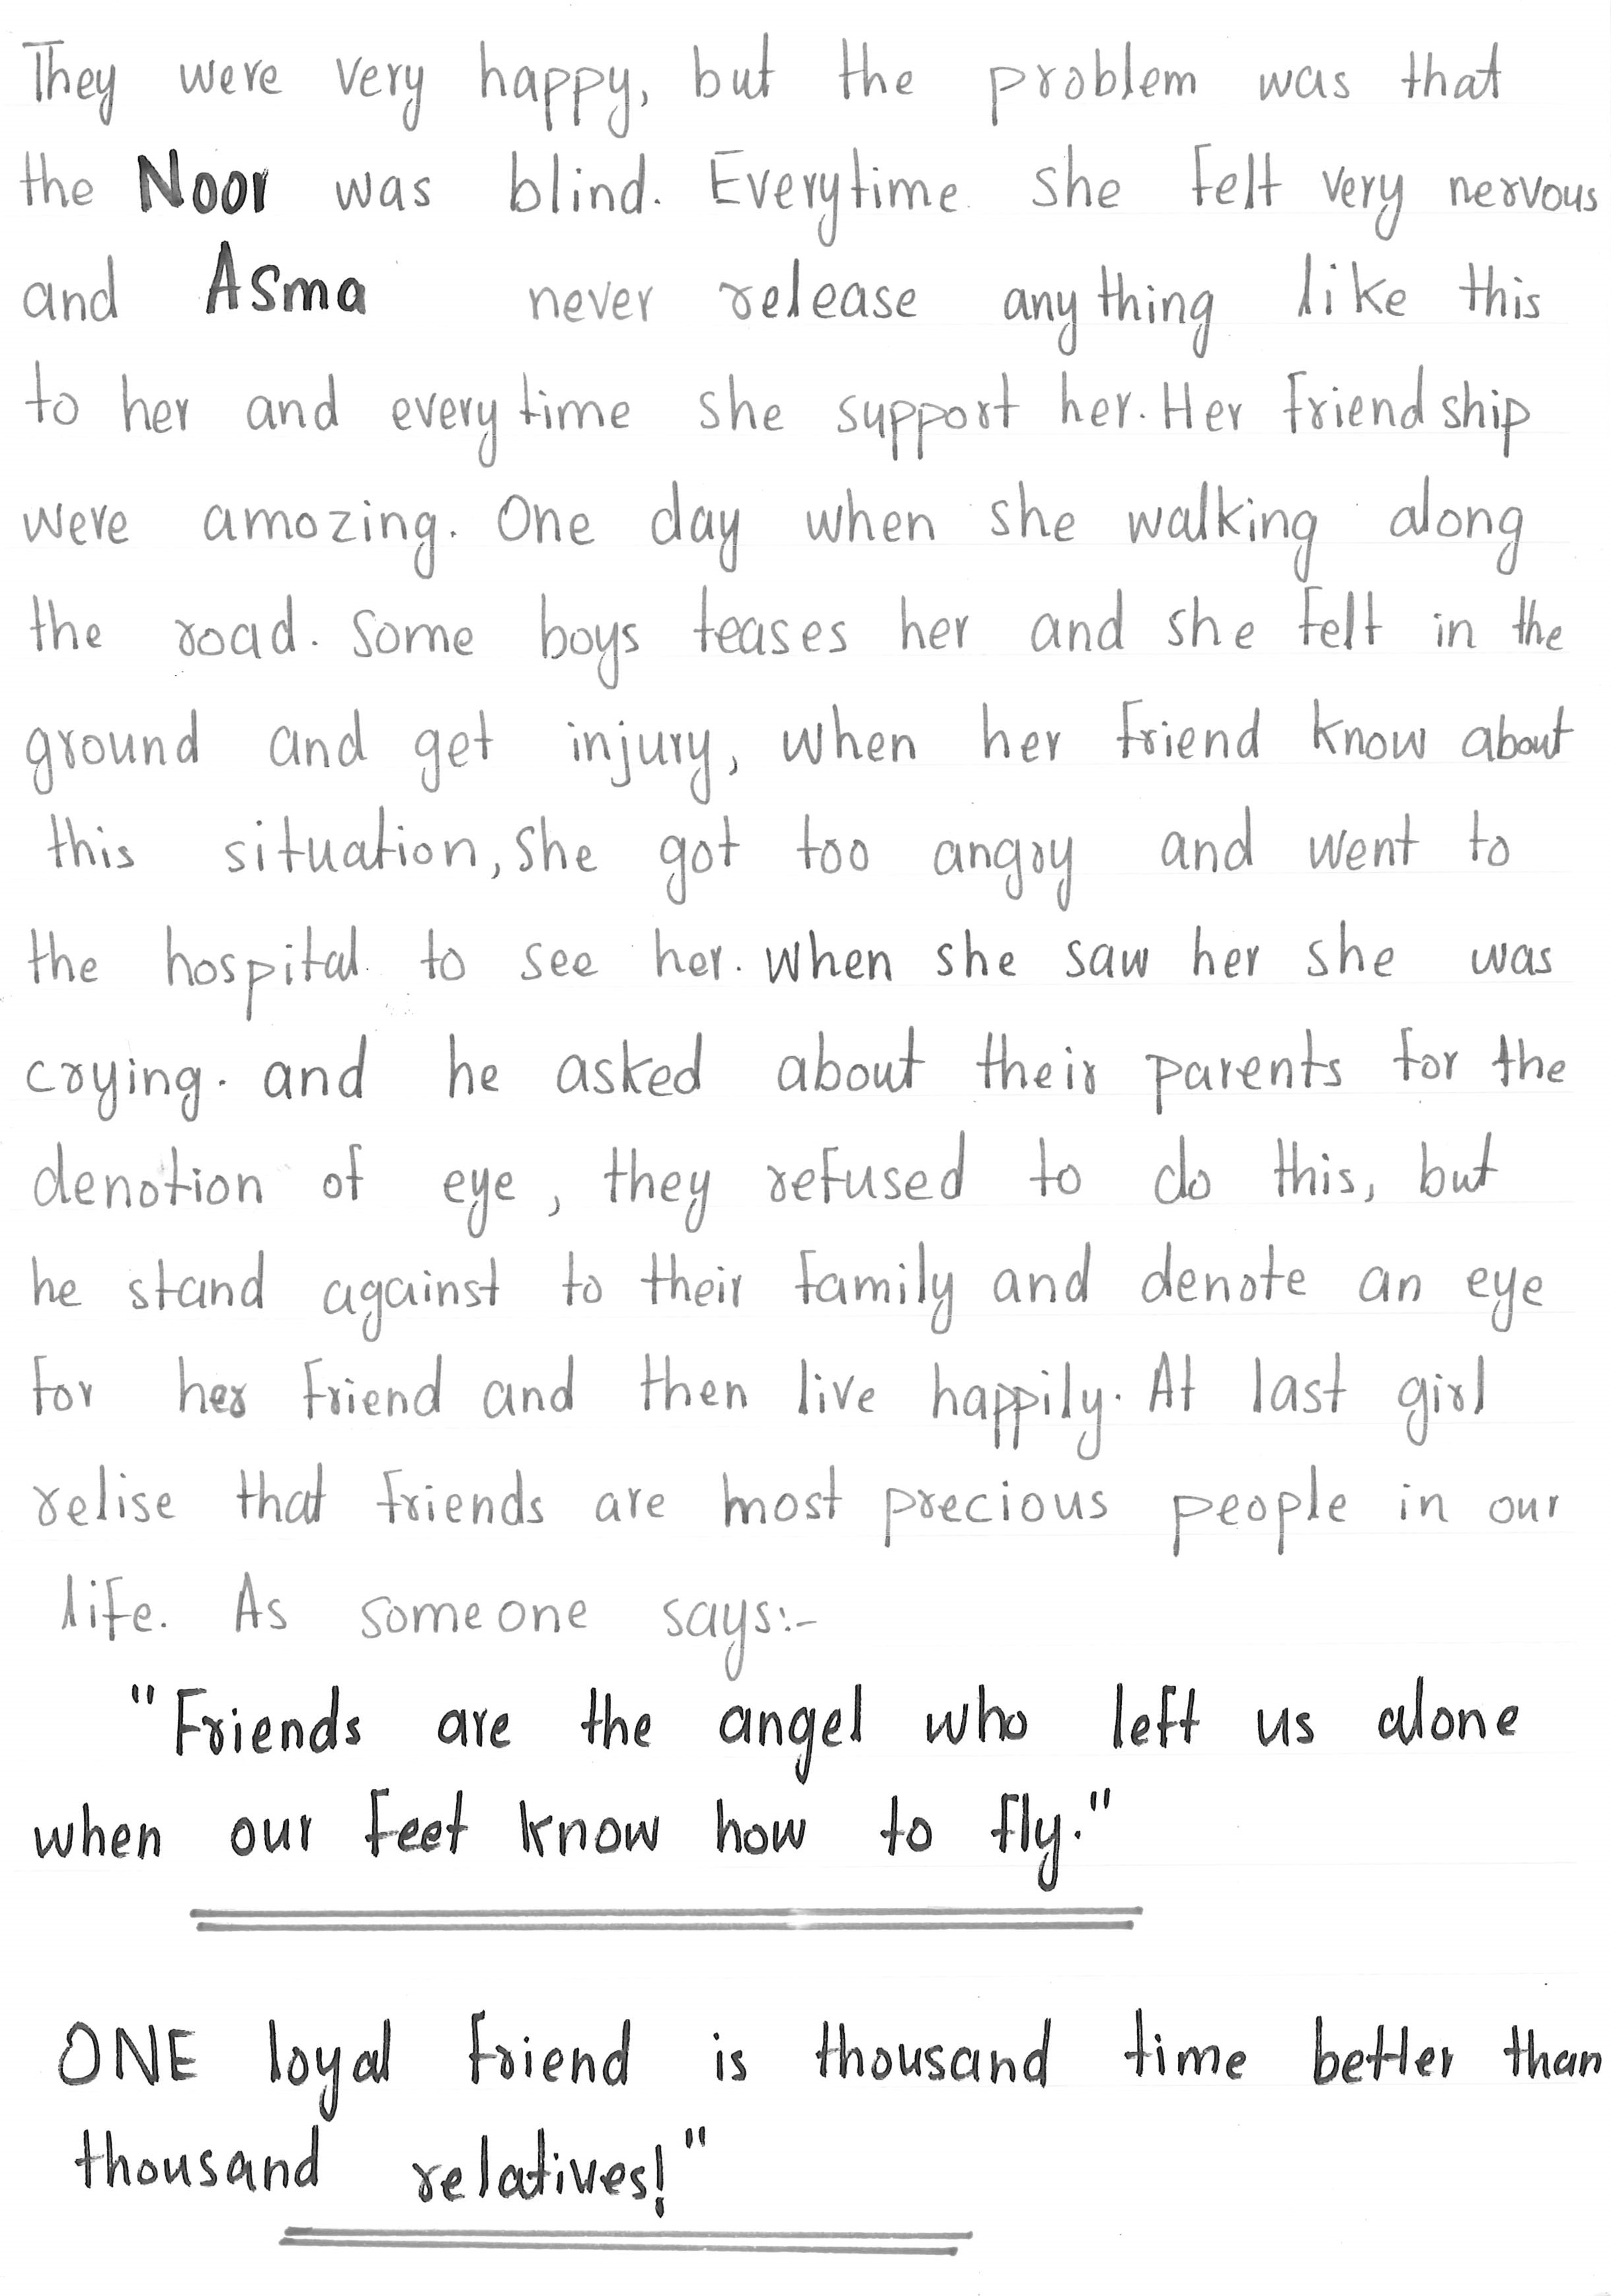 They were very happy, but the problem was that
the Noor was blind. Everytime she felt very nervous
and Asma never release anything like this
to her and everytime she support her. Her friendship
were amozing. One day when she walking along
the road. Some boys teases her and she felt in the
ground and get injury, when her friend know about
this situation, she got too angry and went to
the hospital to see her. When she saw her she was
crying. and he asked about their parents for the
denotion of eye, they refused to do this, but
he stand against to their family and denote an eye
for her friend and then live happily. At last girl
relise that friends are most precious people in our
life. As someone says:-
"Friends are the angel who left us alone
when our feet know how to fly."
ONE loyal friend is thousand time better than
thousand relatives!"